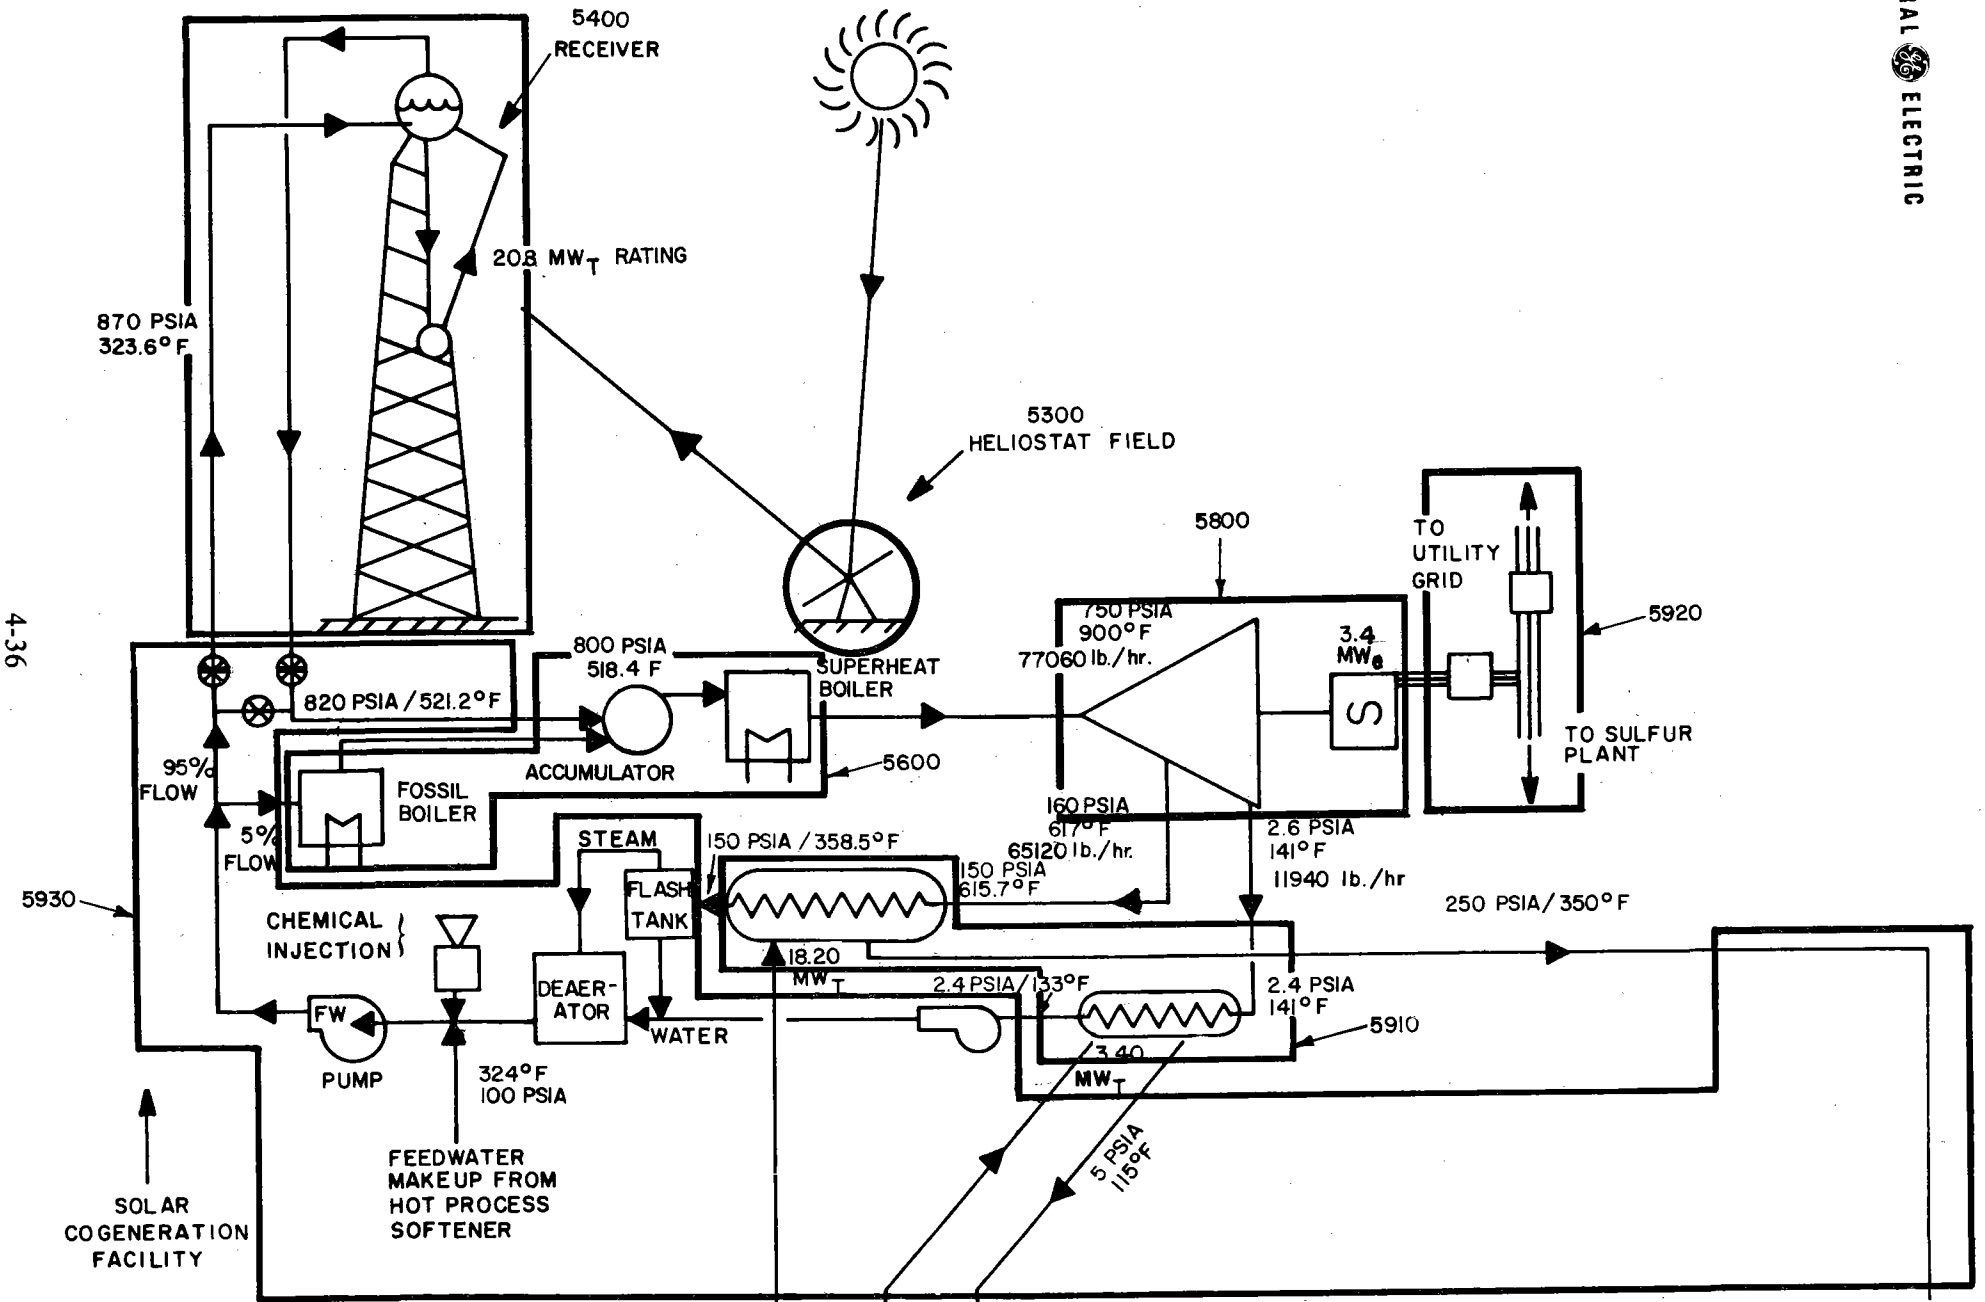 5400
RECEIVER
RAL GE ELECTRIC
20.8 MWT RATING
870 PSIA
323.6°F
5300
HELIOSTAT FIELD
5800
TO
UTILITY
GRID
5920
4-36
800 PSIA
518.4 F
SUPERHEAT
BOILER
750 PSIA
900°F
77060 lb./hr.
3.4
MWe
S
820 PSIA/521.2°F
TO SULFUR
PLANT
95%
FLOW
ACCUMULATOR
5600
FOSSIL
BOILER
5%
FLOW
160 PSIA
617°F
65120 lb./hr.
2.6 PSIA
141°F
11940 lb./hr
STEAM
150 PSIA/358.5°F
150 PSIA
615.7°F
FLASH
TANK
5930
CHEMICAL
INJECTION
250 PSIA/350°F
18.20
MWT
2.4 PSIA/133°F
2.4 PSIA
141°F
DEAER-
ATOR
FW
WATER
5910
PUMP
324°F
100 PSIA
3.40
MWT
5 PSIA
115°F
FEEDWATER
MAKEUP FROM
HOT PROCESS
SOFTENER
SOLAR
COGENERATION
FACILITY